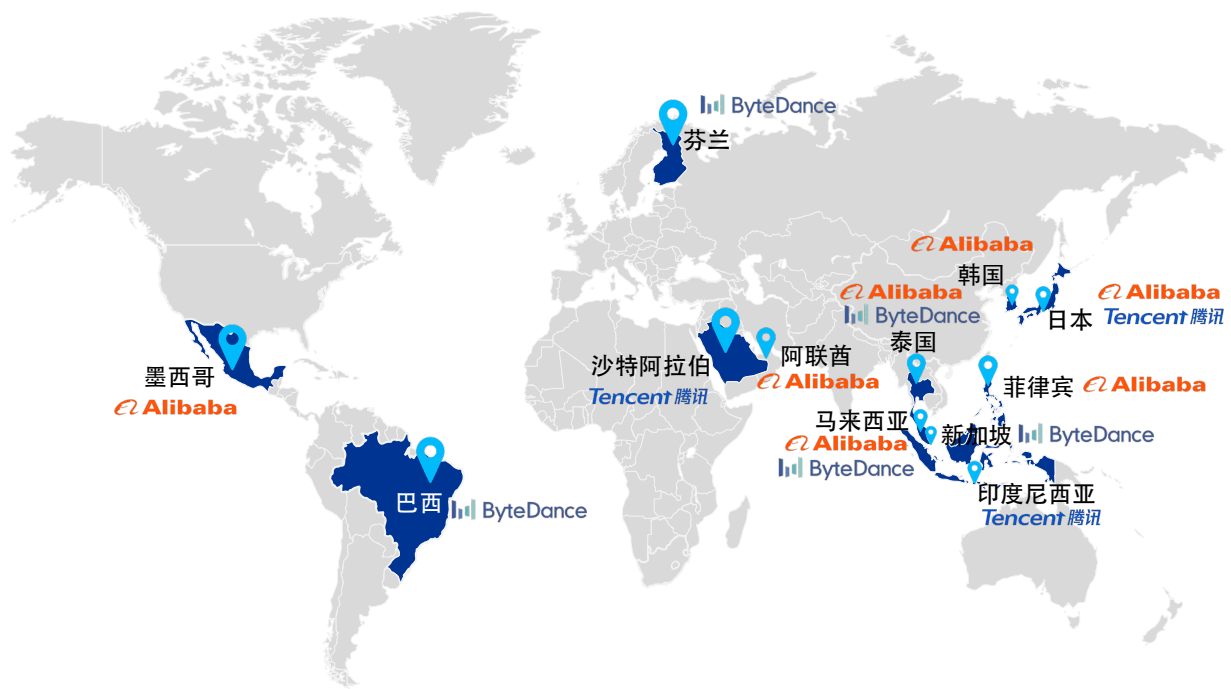 ByteDance
芬兰
Alibaba
韩国
Alibaba
ByteDance
泰国
Alibaba
Tencent 腾讯
日本
墨西哥
Alibaba
沙特阿拉伯
Tencent 腾讯
阿联酋
Alibaba
菲律宾
Alibaba
马来西亚
Alibaba
ByteDance
新加坡
ByteDance
巴西
ByteDance
印度尼西亚
Tencent 腾讯